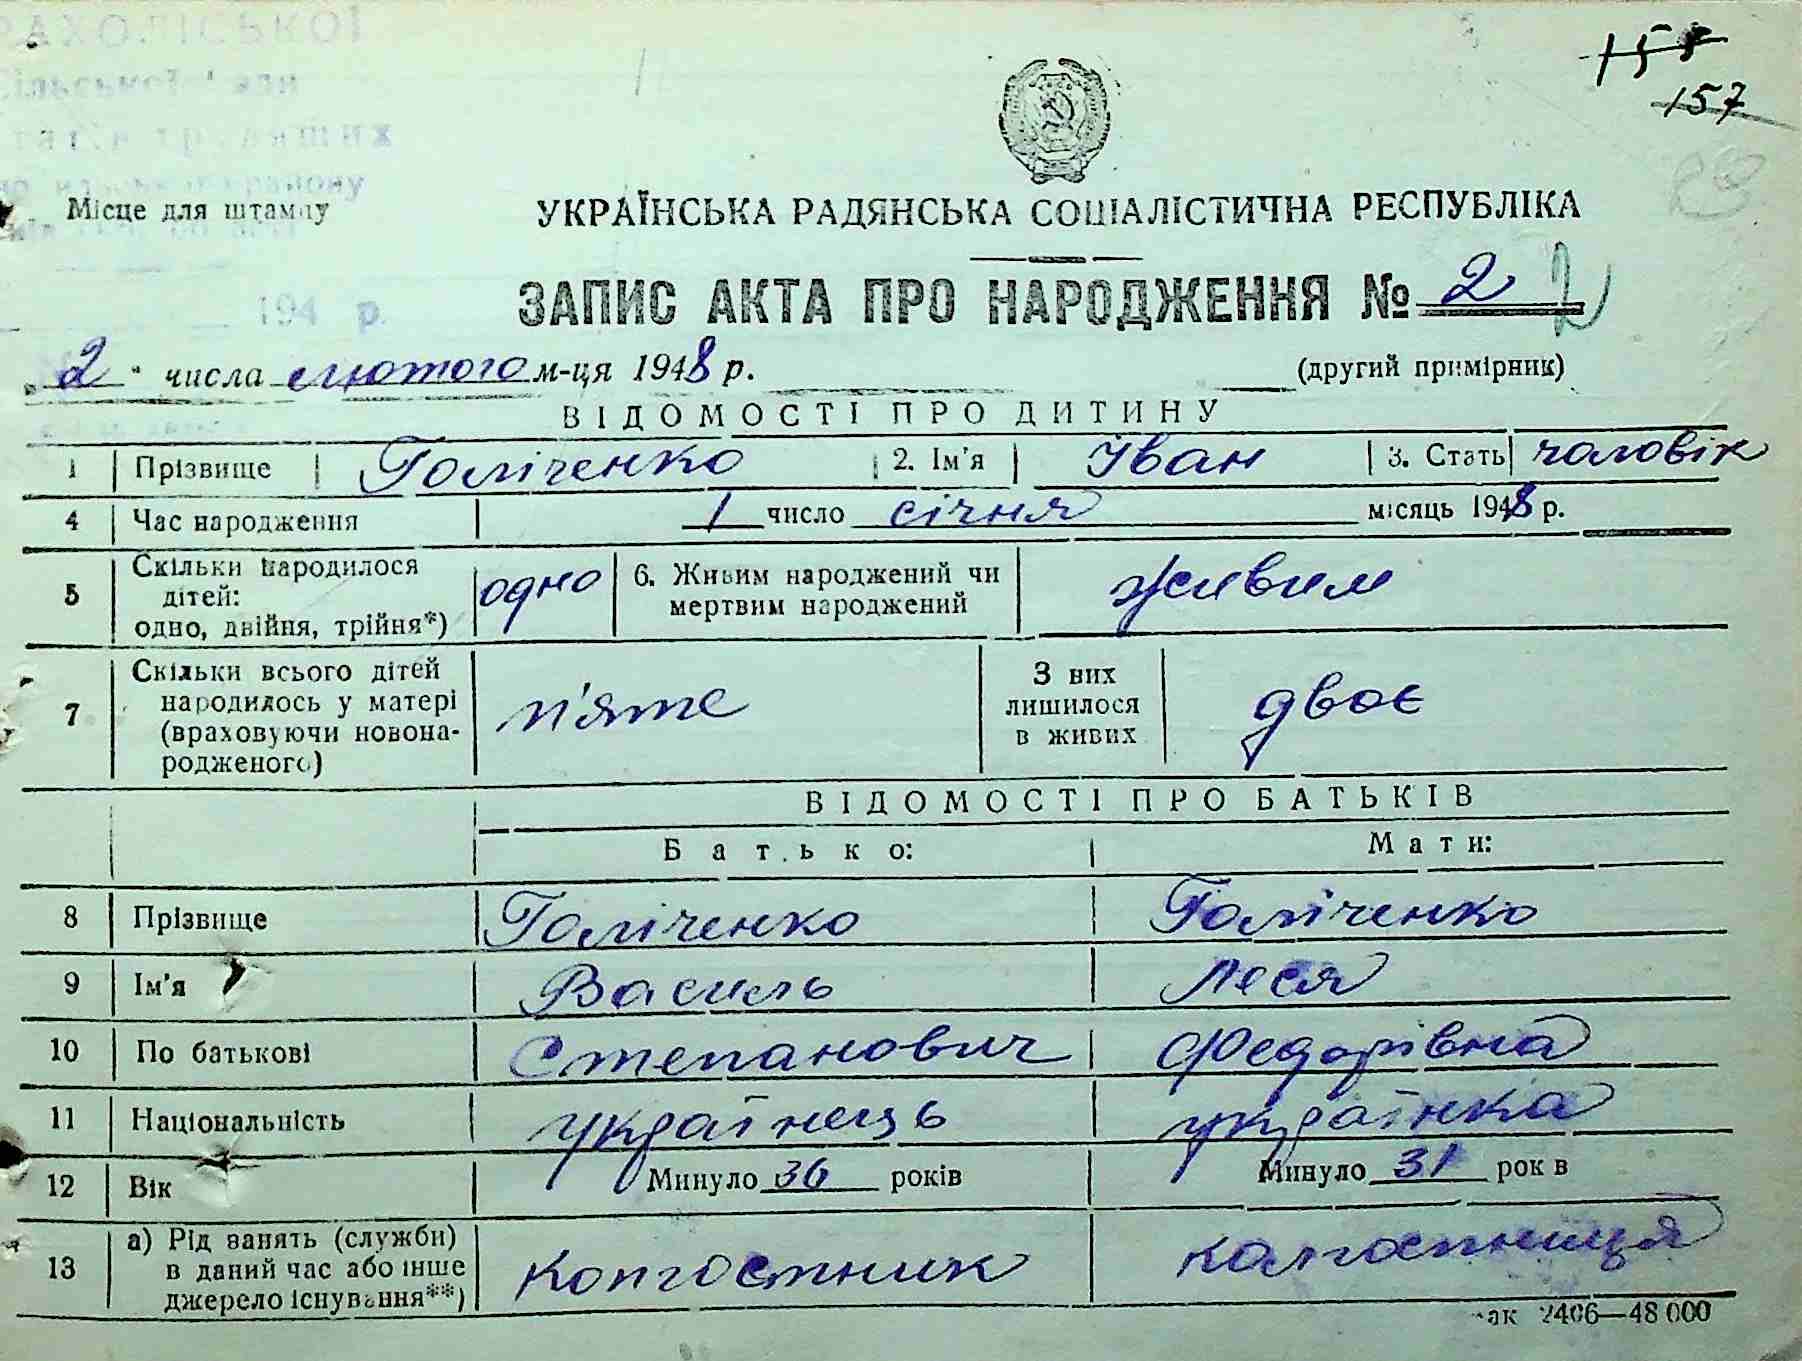 РАХОЛІСЬКОЇ
157
Місце для штампу
УКРАЇНСЬКА РАДЯНСЬКА СОЦІАЛІСТИЧНА РЕСПУБЛІКА
ЗАПИС АКТА ПРО НАРОДЖЕННЯ № 2 2
194 р.
"2" числа лютого м-ця 1948 р. (другий примірник)
ВІДОМОСТІ ПРО ДИТИНУ
1 Прізвище Голіченко 2. Ім'я Іван 3. Стать чоловік
4 Час народження 1 число січня місяць 1948 р.
5 Скільки народилося дітей: одно, двійня, трійня*) одно 6. Живим народжений чи мертвим народжений живим
7 Скільки всього дітей народилось у матері (враховуючи новонародженого) п'яте З них лишилося в живих двоє
ВІДОМОСТІ ПРО БАТЬКІВ
Батько: Мати:
8 Прізвище Голіченко Голіченко
9 Ім'я Василь Леся
10 По батькові Степанович Федорівна
11 Національність українець українка
12 Вік Минуло 36 років Минуло 31 рок в
13 а) Рід занять (служби) в даний час або інше джерело існування**) колгоспник колгоспниця
ак 2406—48 000